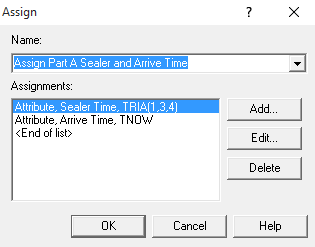 Assign
?
Name:
Assign Part A Sealer and Arrive Time
Assignments:
Attribute, Sealer Time, TRIA(1,3,4)
Attribute, Arrive Time, TNOW
<End of list>
Add...
Edit...
Delete
OK
Cancel
Help